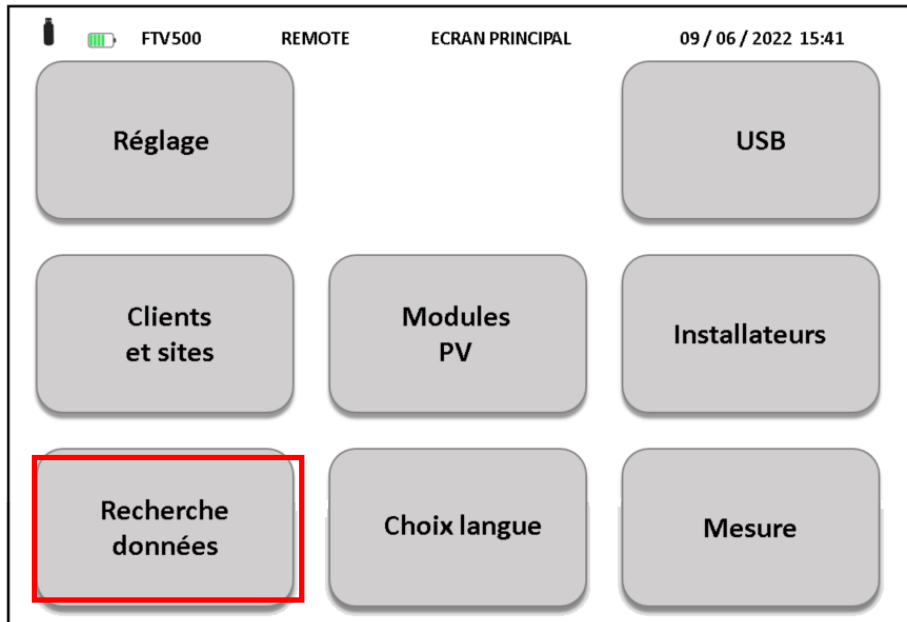 FTV500 REMOTE ECRAN PRINCIPAL 09 / 06 / 2022 15:41
Réglage
USB
Clients
et sites
Modules
PV
Installateurs
Recherche
données
Choix langue
Mesure